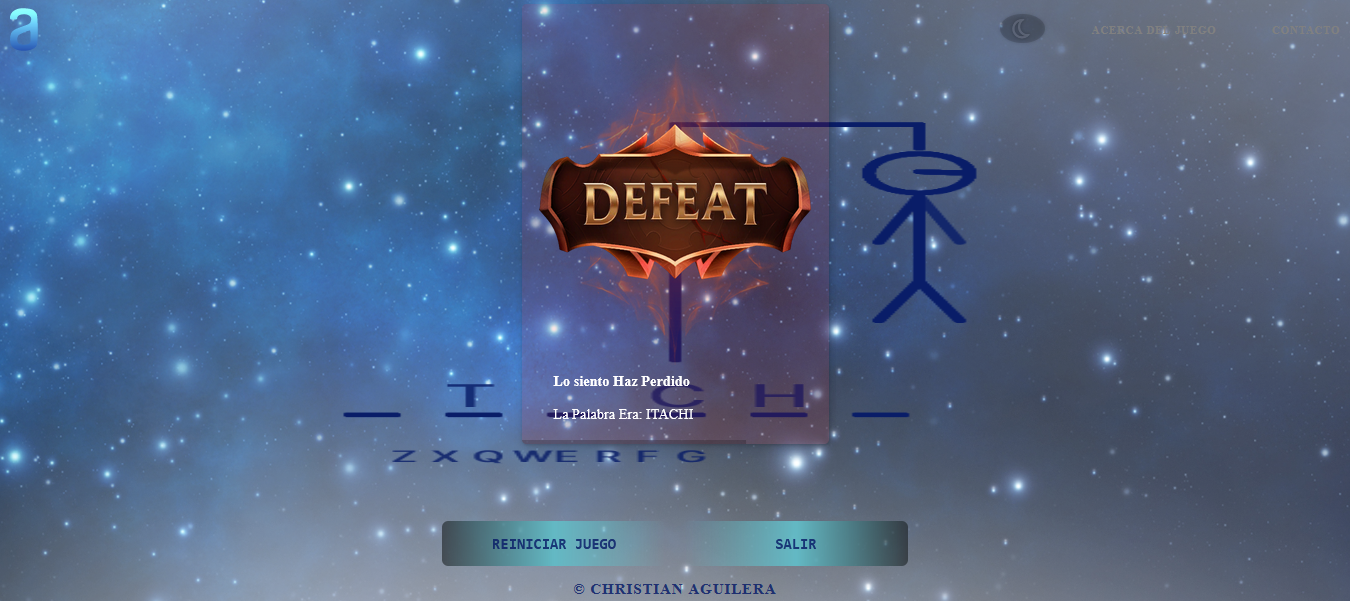 a
ACERCA DEL JUEGO CONTACTO
DEFEAT
Lo siento Haz Perdido
T C H
La Palabra Era: ITACHI
Z X Q W E R F G
REINICIAR JUEGO SALIR
© CHRISTIAN AGUILERA